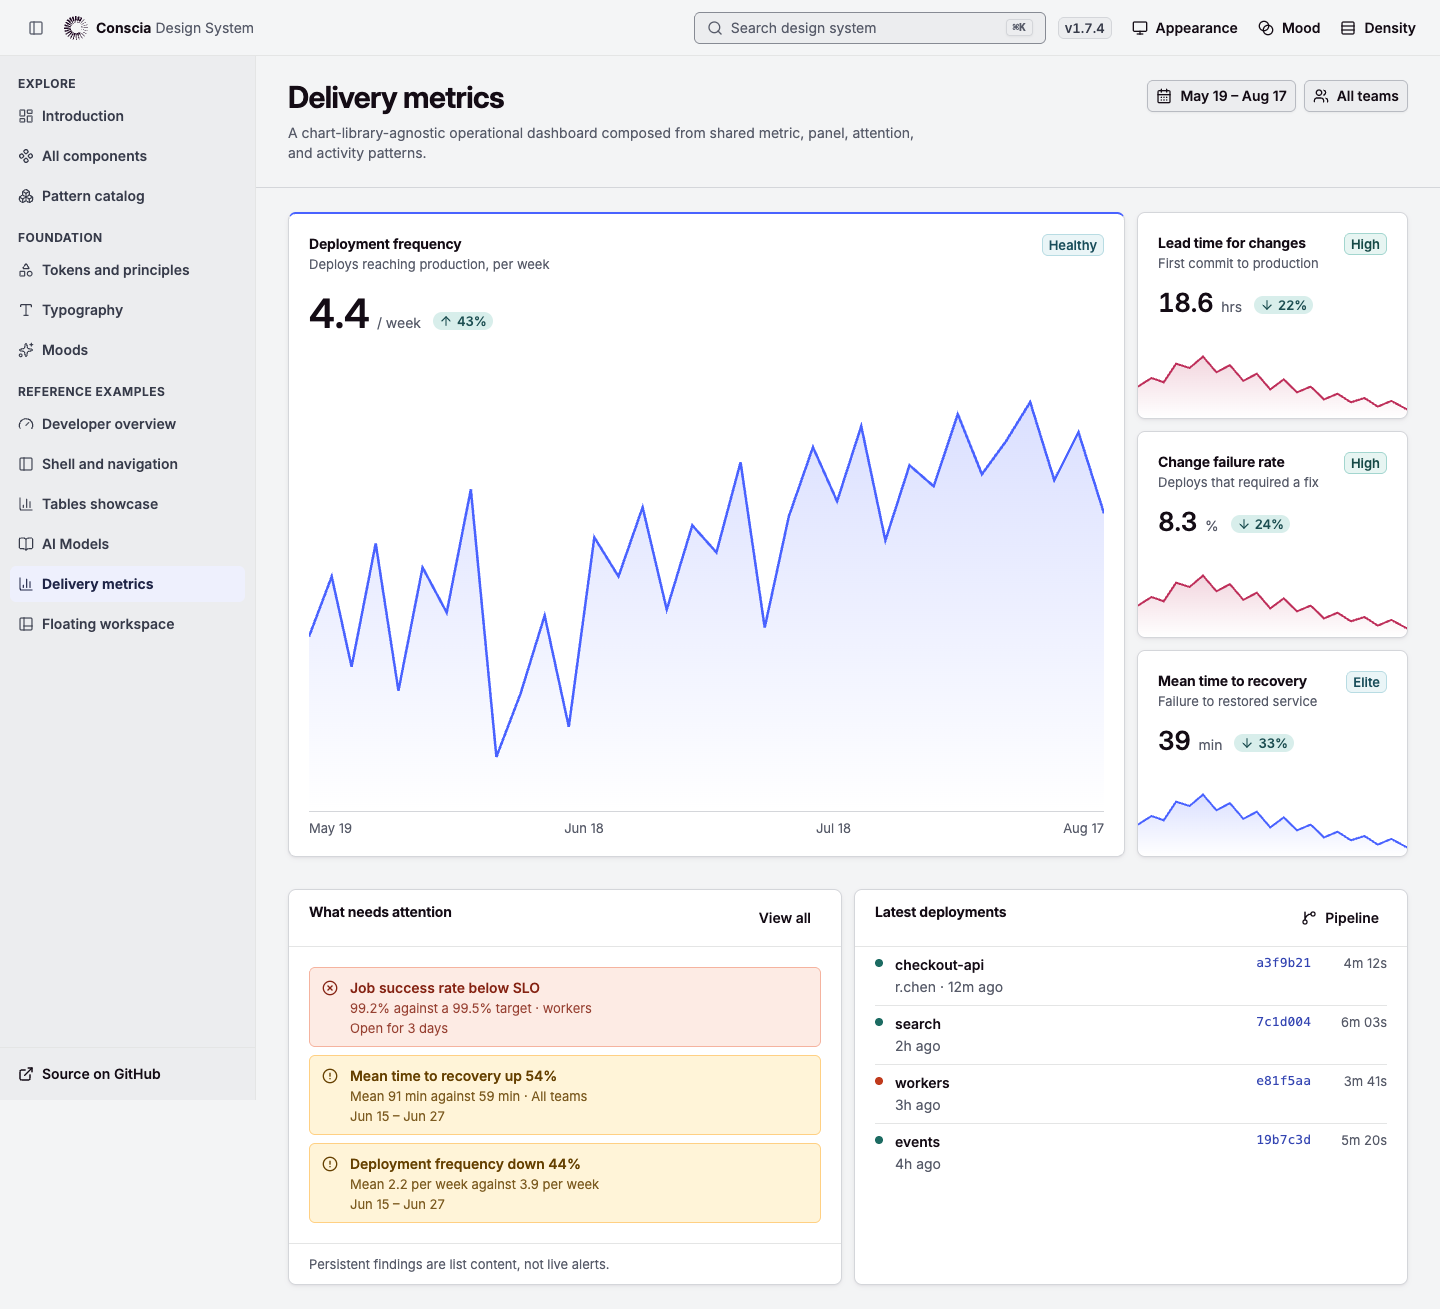 Conscia Design System
Search design system
⌘K
v1.7.4
Appearance
Mood
Density
EXPLORE
Introduction
All components
Pattern catalog
FOUNDATION
Tokens and principles
Typography
Moods
REFERENCE EXAMPLES
Developer overview
Shell and navigation
Tables showcase
AI Models
Delivery metrics
Floating workspace
Source on GitHub
Delivery metrics
A chart-library-agnostic operational dashboard composed from shared metric, panel, attention,
and activity patterns.
May 19 – Aug 17
All teams
Deployment frequency
Healthy
Deploys reaching production, per week
4.4 / week ↑ 43%
May 19
Jun 18
Jul 18
Aug 17
Lead time for changes
High
First commit to production
18.6 hrs ↓ 22%
Change failure rate
High
Deploys that required a fix
8.3 % ↓ 24%
Mean time to recovery
Elite
Failure to restored service
39 min ↓ 33%
What needs attention
View all
Job success rate below SLO
99.2% against a 99.5% target · workers
Open for 3 days
Mean time to recovery up 54%
Mean 91 min against 59 min · All teams
Jun 15 – Jun 27
Deployment frequency down 44%
Mean 2.2 per week against 3.9 per week
Jun 15 – Jun 27
Persistent findings are list content, not live alerts.
Latest deployments
Pipeline
checkout-api
a3f9b21
4m 12s
r.chen · 12m ago
search
7c1d004
6m 03s
2h ago
workers
e81f5aa
3m 41s
3h ago
events
19b7c3d
5m 20s
4h ago